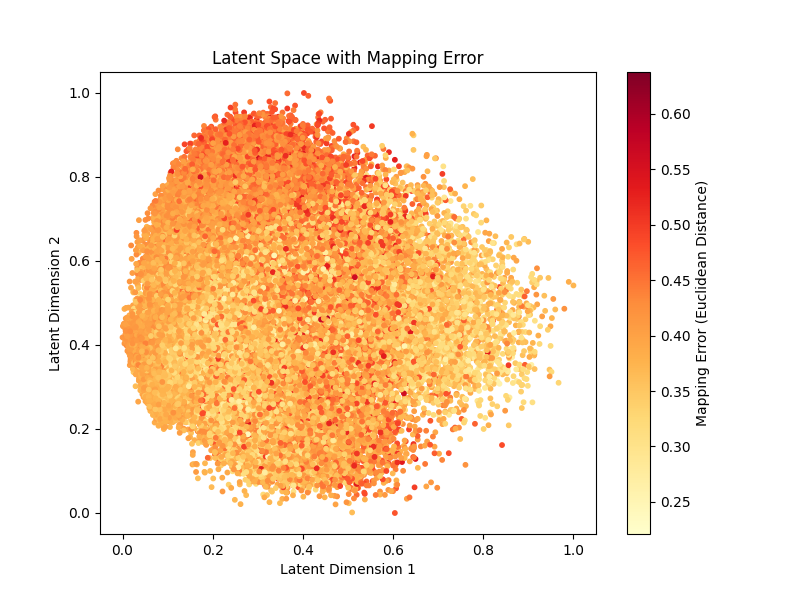 Latent Space with Mapping Error
1.0
0.8
0.6
0.4
0.2
0.0
Latent Dimension 2
0.0 0.2 0.4 0.6 0.8 1.0
Latent Dimension 1
0.60
0.55
0.50
0.45
0.40
0.35
0.30
0.25
Mapping Error (Euclidean Distance)